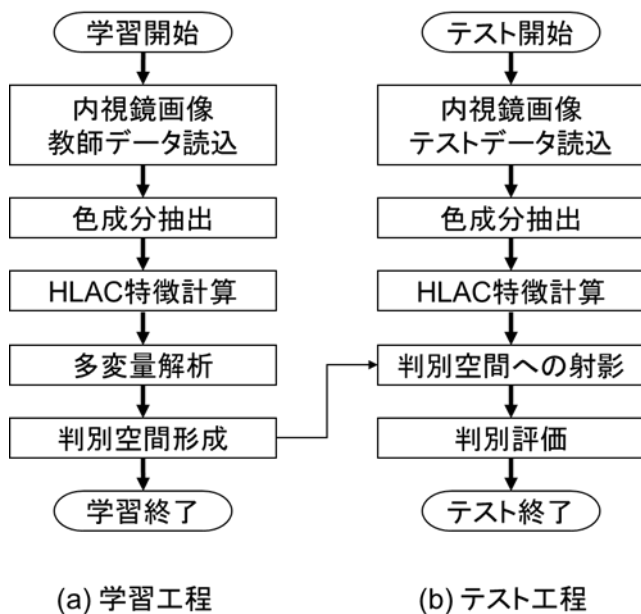 学習開始
内視鏡画像
教師データ読込
色成分抽出
HLAC特徴計算
多変量解析
判別空間形成
学習終了
(a) 学習工程
テスト開始
内視鏡画像
テストデータ読込
色成分抽出
HLAC特徴計算
判別空間への射影
判別評価
テスト終了
(b) テスト工程